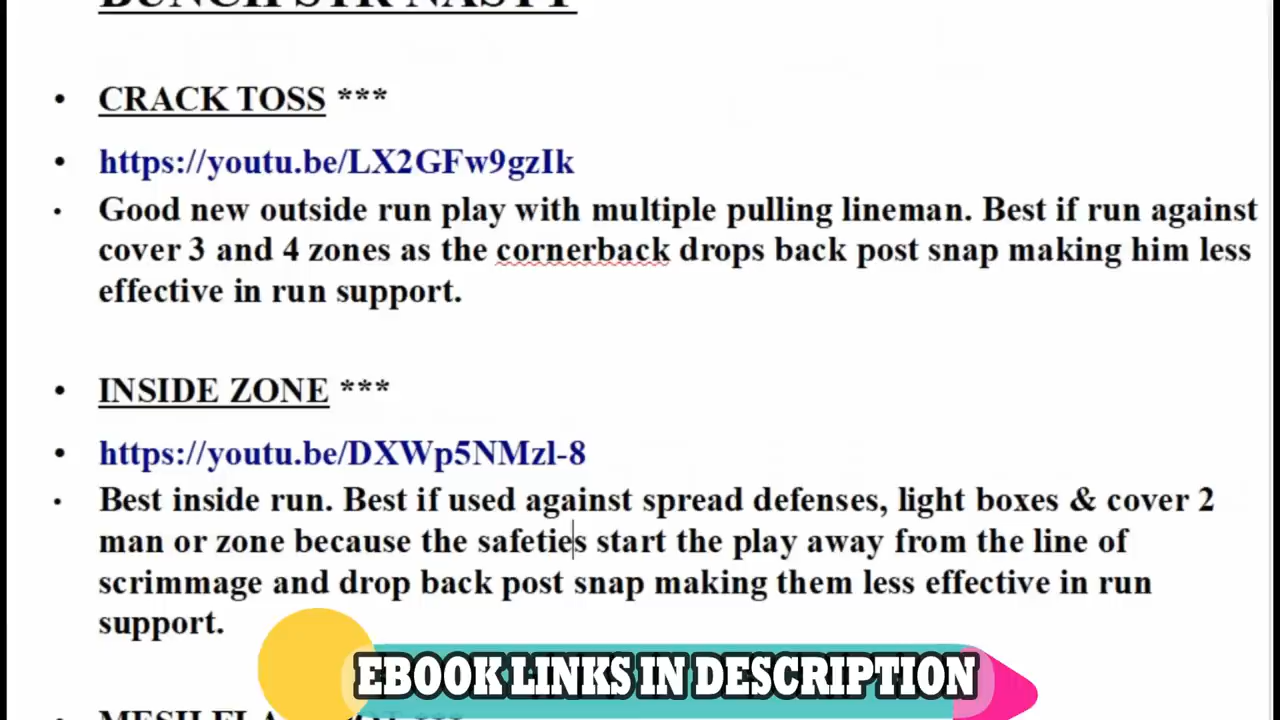 BUNCH STR NASTY
• CRACK TOSS ***
• https://youtu.be/LX2GFw9gzIk
• Good new outside run play with multiple pulling lineman. Best if run against
cover 3 and 4 zones as the cornerback drops back post snap making him less
effective in run support.
• INSIDE ZONE ***
• https://youtu.be/DXWp5NMzl-8
• Best inside run. Best if used against spread defenses, light boxes & cover 2
man or zone because the safeties start the play away from the line of
scrimmage and drop back post snap making them less effective in run
support.
EBOOK LINKS IN DESCRIPTION
• MESH